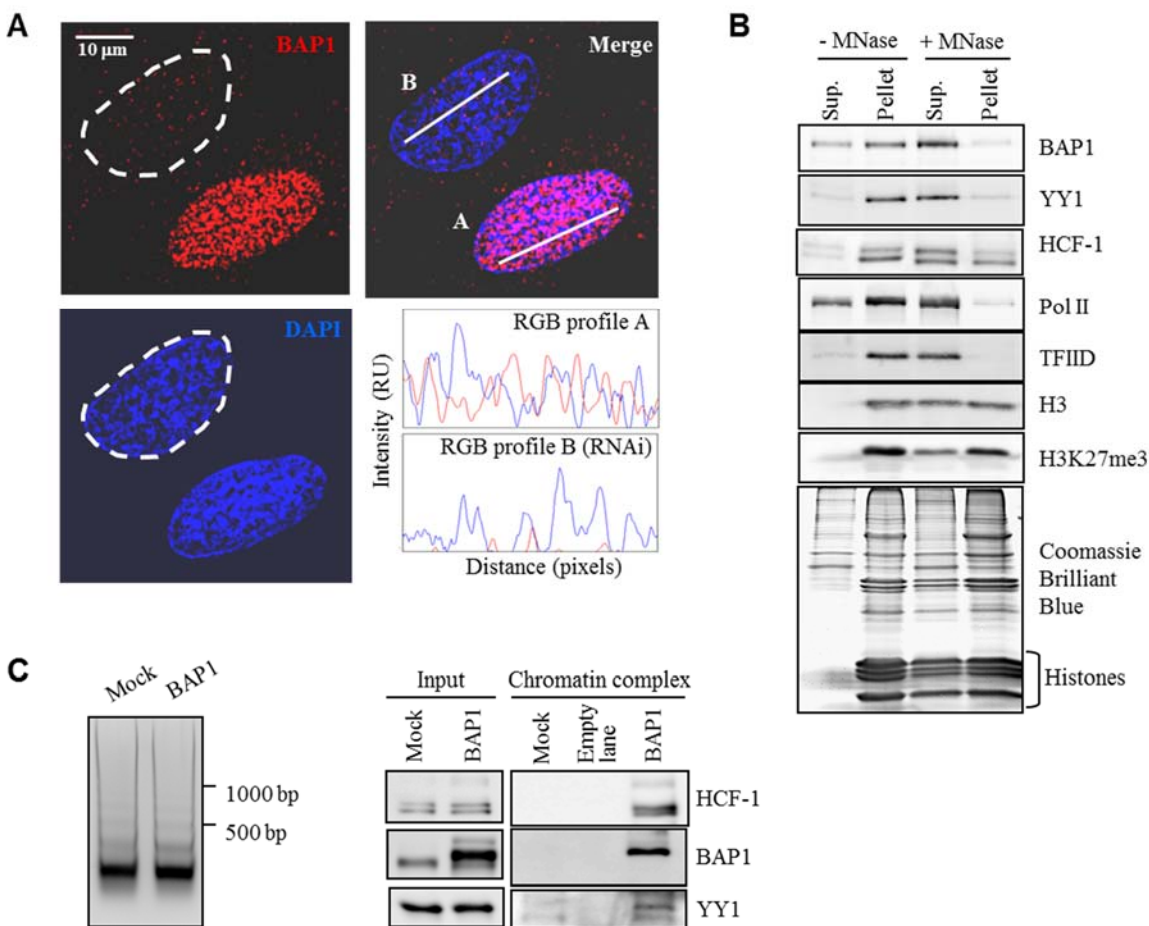 A
10 µm
BAP1
Merge
B
A
DAPI
RGB profile A
RGB profile B (RNAi)
Intensity (RU)
Distance (pixels)
B
- MNase
+ MNase
Sup.
Pellet
Sup.
Pellet
BAP1
YY1
HCF-1
Pol II
TFIID
H3
H3K27me3
Coomassie
Brilliant
Blue
Histones
C
Mock
BAP1
1000 bp
500 bp
Input
Chromatin complex
Mock
BAP1
Mock
Empty
lane
BAP1
HCF-1
BAP1
YY1